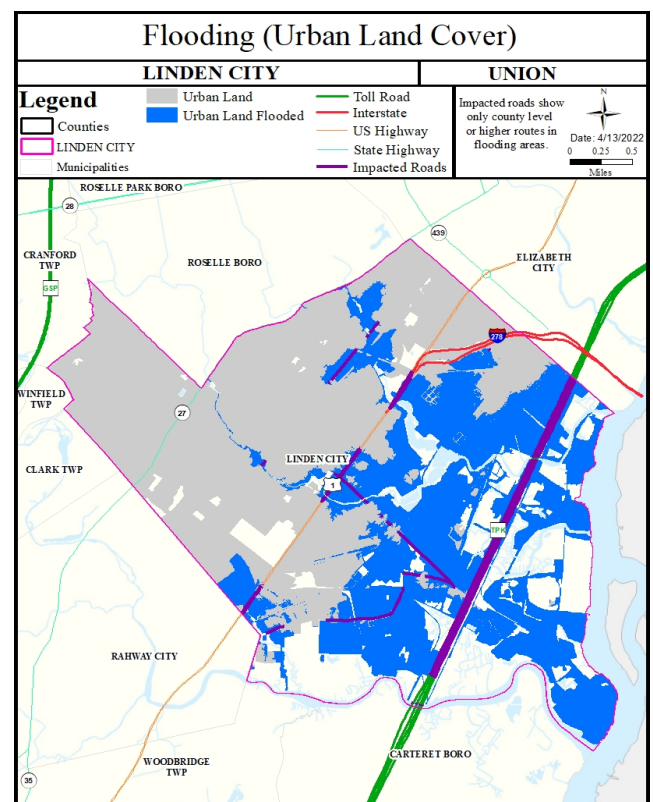 Flooding (Urban Land Cover)
LINDEN CITY
UNION
Legend
Counties
LINDEN CITY
Municipalities
Urban Land
Urban Land Flooded
Toll Road
Interstate
US Highway
State Highway
Impacted Roads
Impacted roads show
only county level
or higher routes in
flooding areas.
N
Date: 4/13/2022
0 0.25 0.5
Miles
ROSELLE PARK BORO
28
439
CRANFORD
TWP
ROSELLE BORO
ELIZABETH
CITY
GSP
278
WINFIELD
TWP
27
CLARK TWP
LINDEN CITY
1
TPK
RAHWAY CITY
CARTERET BORO
WOODBRIDGE
TWP
35